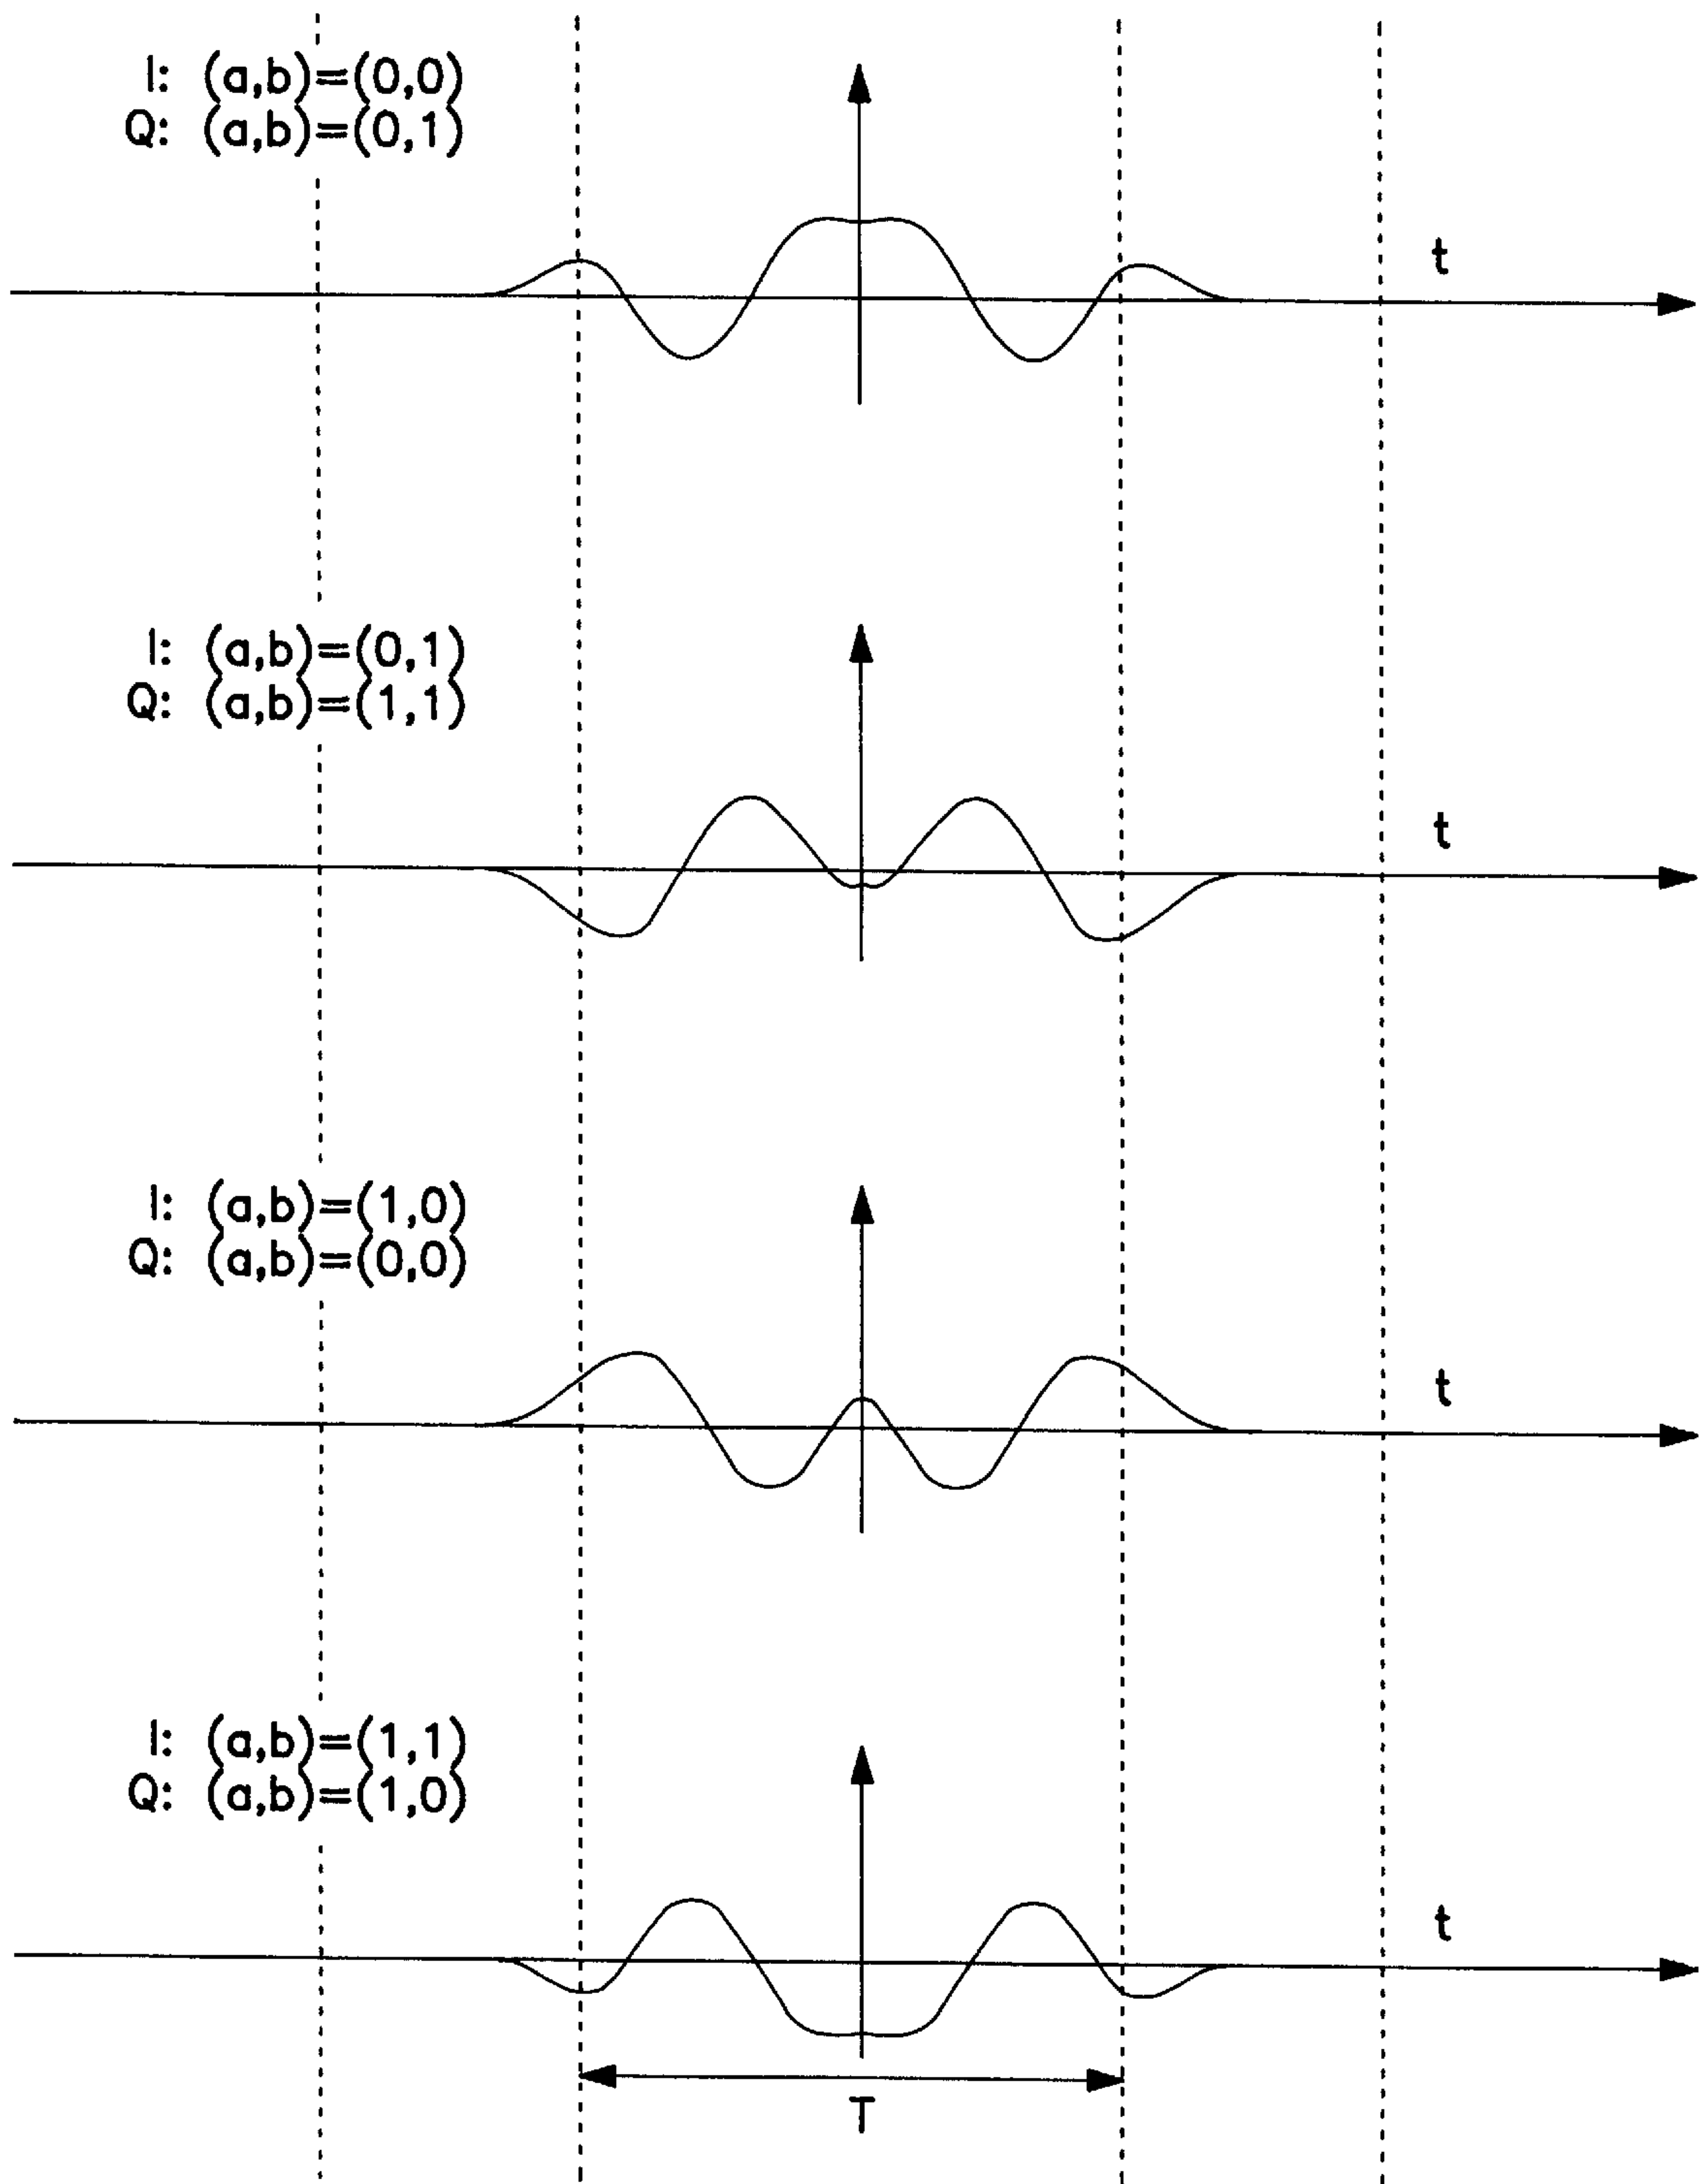 I: (a,b)=(0,0)
Q: (a,b)=(0,1)
t
I: (a,b)=(0,1)
Q: (a,b)=(1,1)
t
I: (a,b)=(1,0)
Q: (a,b)=(0,0)
t
I: (a,b)=(1,1)
Q: (a,b)=(1,0)
t
T